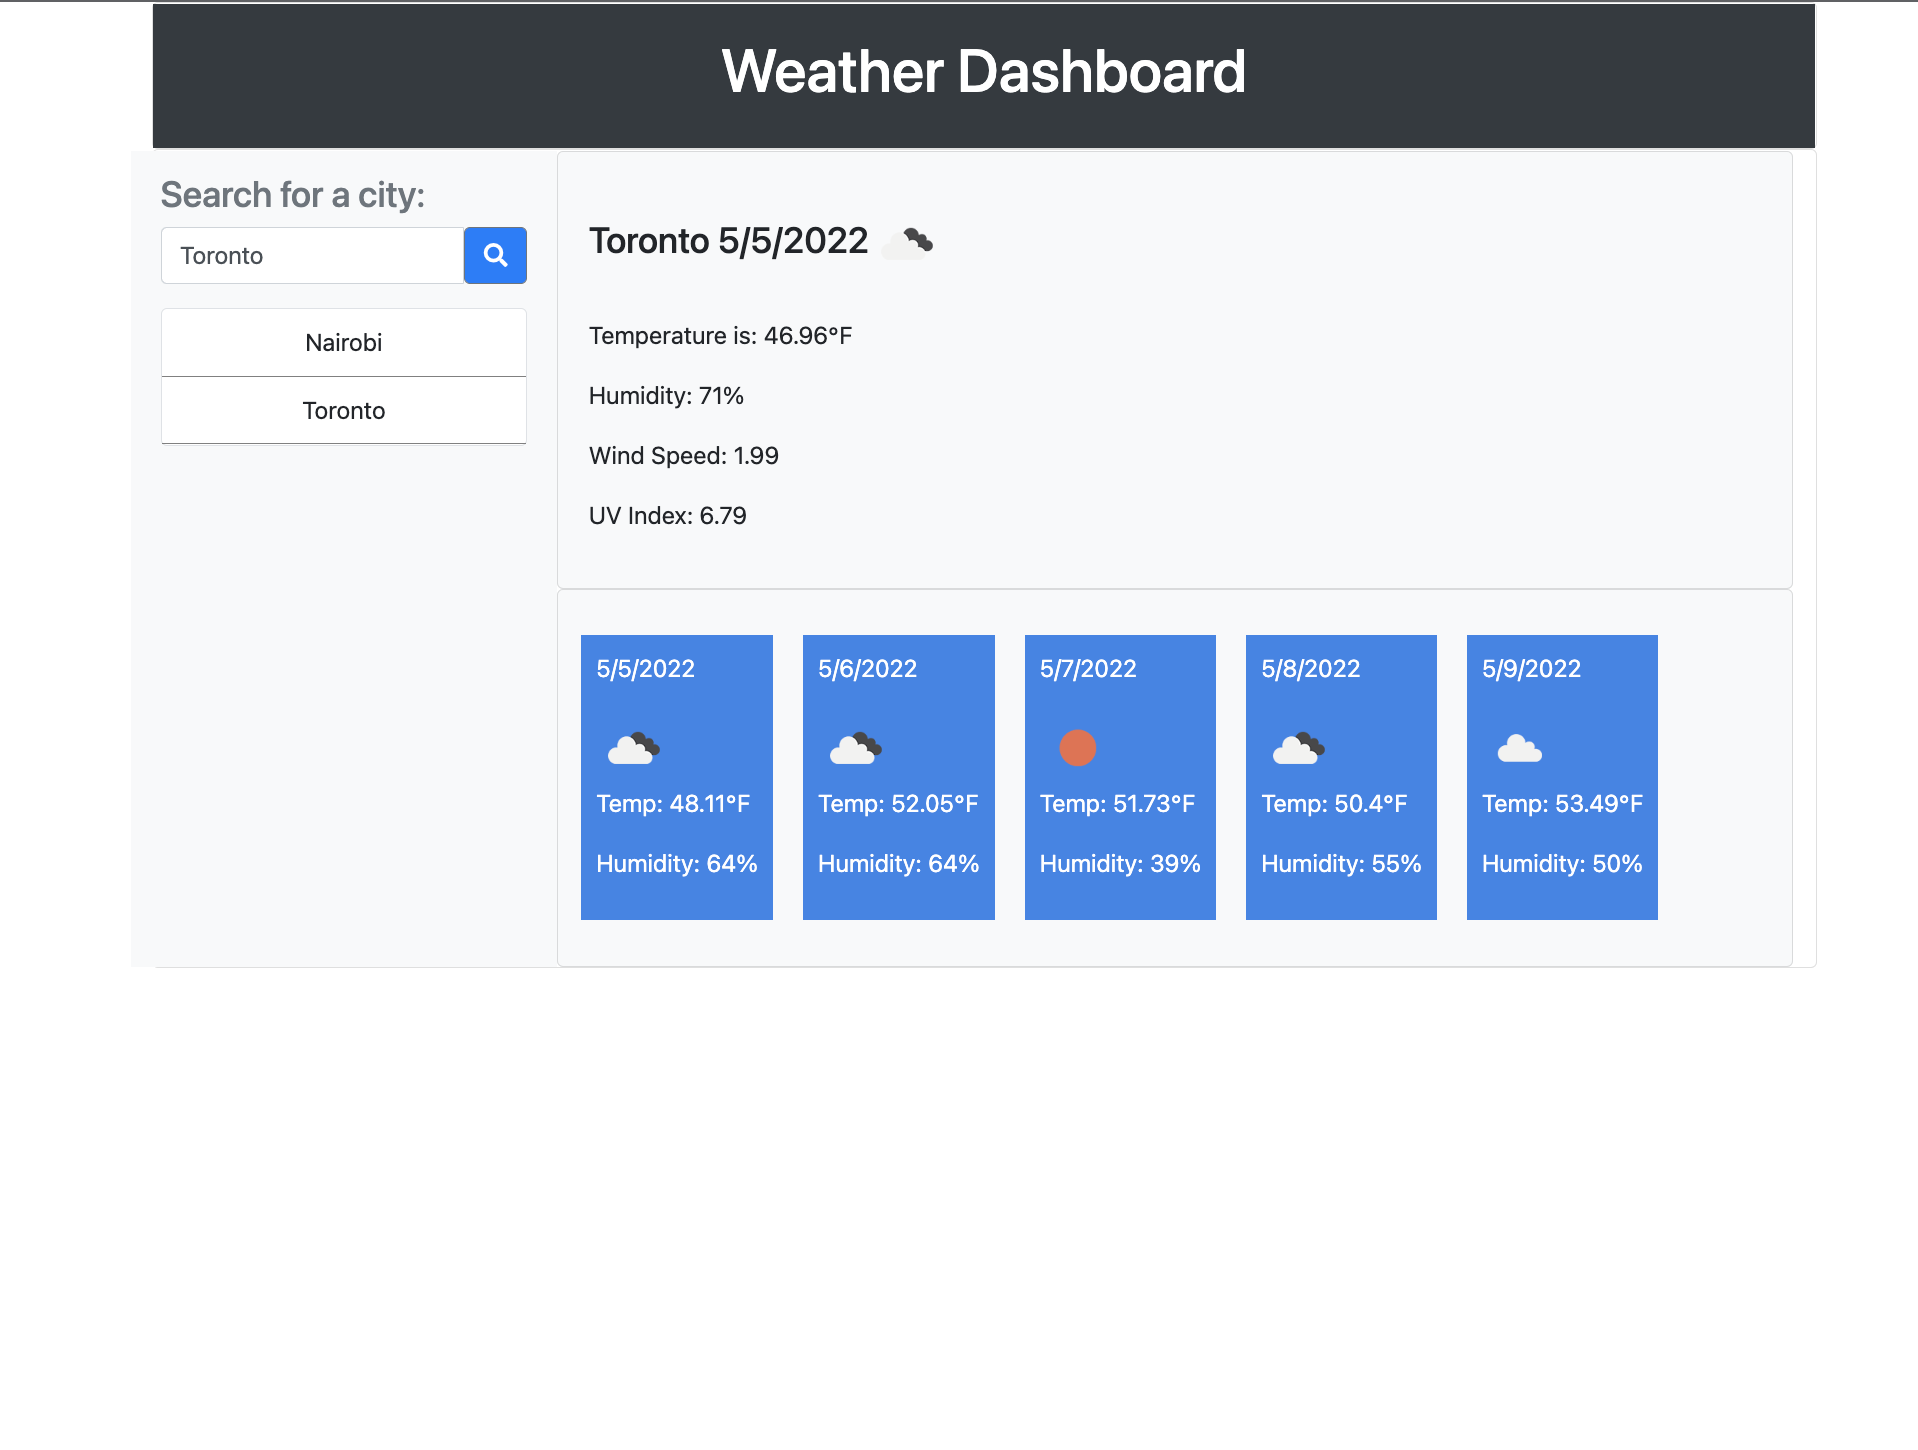 Weather Dashboard
Search for a city:
Toronto
Nairobi
Toronto
Toronto 5/5/2022
Temperature is: 46.96°F
Humidity: 71%
Wind Speed: 1.99
UV Index: 6.79
5/5/2022
Temp: 48.11°F
Humidity: 64%
5/6/2022
Temp: 52.05°F
Humidity: 64%
5/7/2022
Temp: 51.73°F
Humidity: 39%
5/8/2022
Temp: 50.4°F
Humidity: 55%
5/9/2022
Temp: 53.49°F
Humidity: 50%